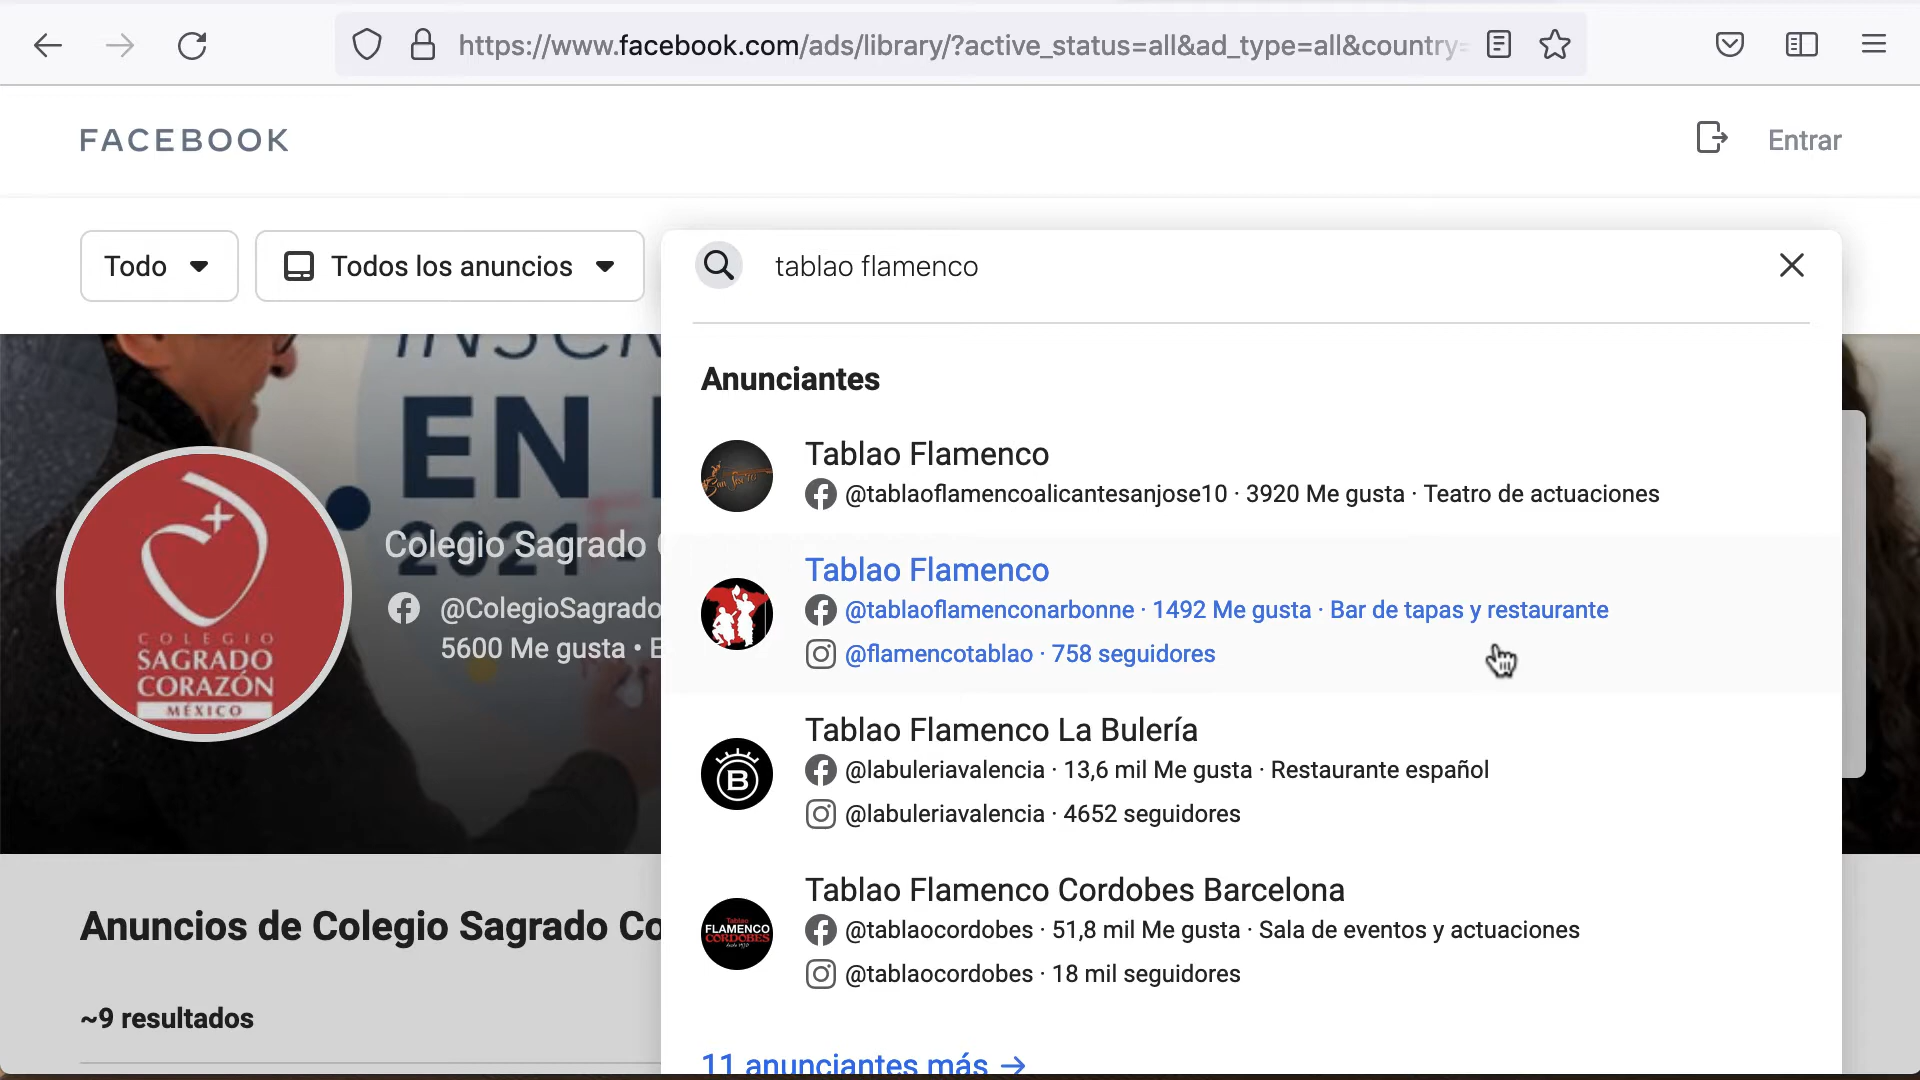 https://www.facebook.com/ads/library/?active_status=all&ad_type=all&country=
FACEBOOK
Entrar
Todo
Todos los anuncios
tablao flamenco
Anunciantes
Tablao Flamenco
@tablaoflamencoalicantesanjose10 · 3920 Me gusta · Teatro de actuaciones
Tablao Flamenco
@tablaoflamenconarbonne · 1492 Me gusta · Bar de tapas y restaurante
@flamencotablao · 758 seguidores
Tablao Flamenco La Bulería
@labuleriavalencia · 13,6 mil Me gusta · Restaurante español
@labuleriavalencia · 4652 seguidores
Tablao Flamenco Cordobes Barcelona
@tablaocordobes · 51,8 mil Me gusta · Sala de eventos y actuaciones
@tablaocordobes · 18 mil seguidores
11 anunciantes más →
EN
2021-
Colegio Sagrado
@ColegioSagrado
5600 Me gusta •
COLEGIO
SAGRADO
CORAZÓN
MÉXICO
B
Tablao
FLAMENCO
CORDOBES
Anuncios de Colegio Sagrado Co
~9 resultados